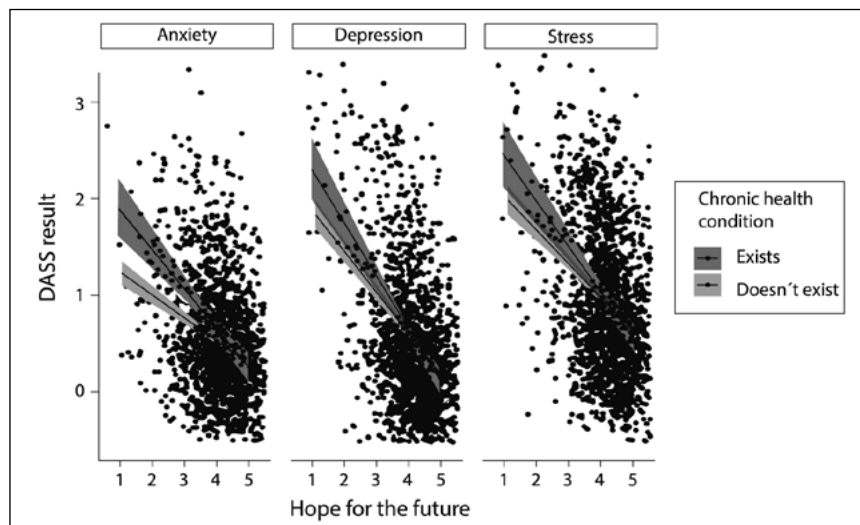 Anxiety
Depression
Stress
3
2
1
0
DASS result
1 2 3 4 5
1 2 3 4 5
1 2 3 4 5
Hope for the future
Chronic health
condition
Exists
Doesn´t exist